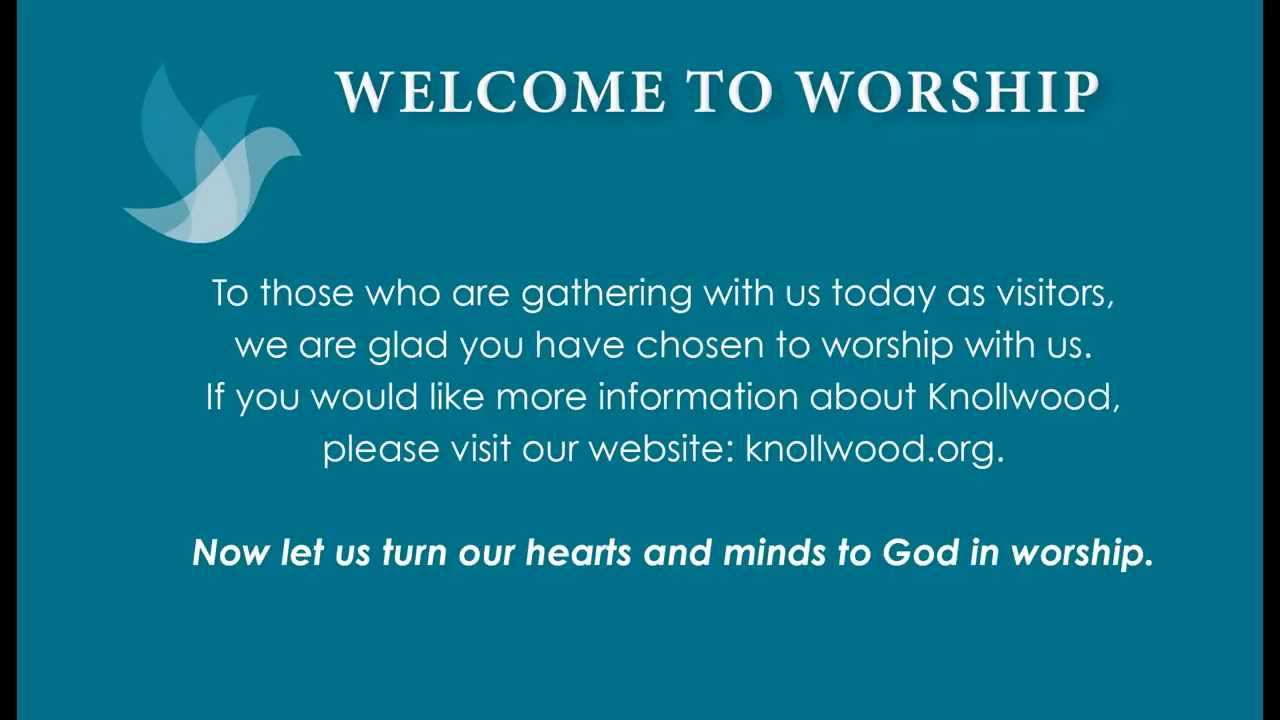 WELCOME TO WORSHIP
To those who are gathering with us today as visitors,
we are glad you have chosen to worship with us.
If you would like more information about Knollwood,
please visit our website: knollwood.org.
Now let us turn our hearts and minds to God in worship.